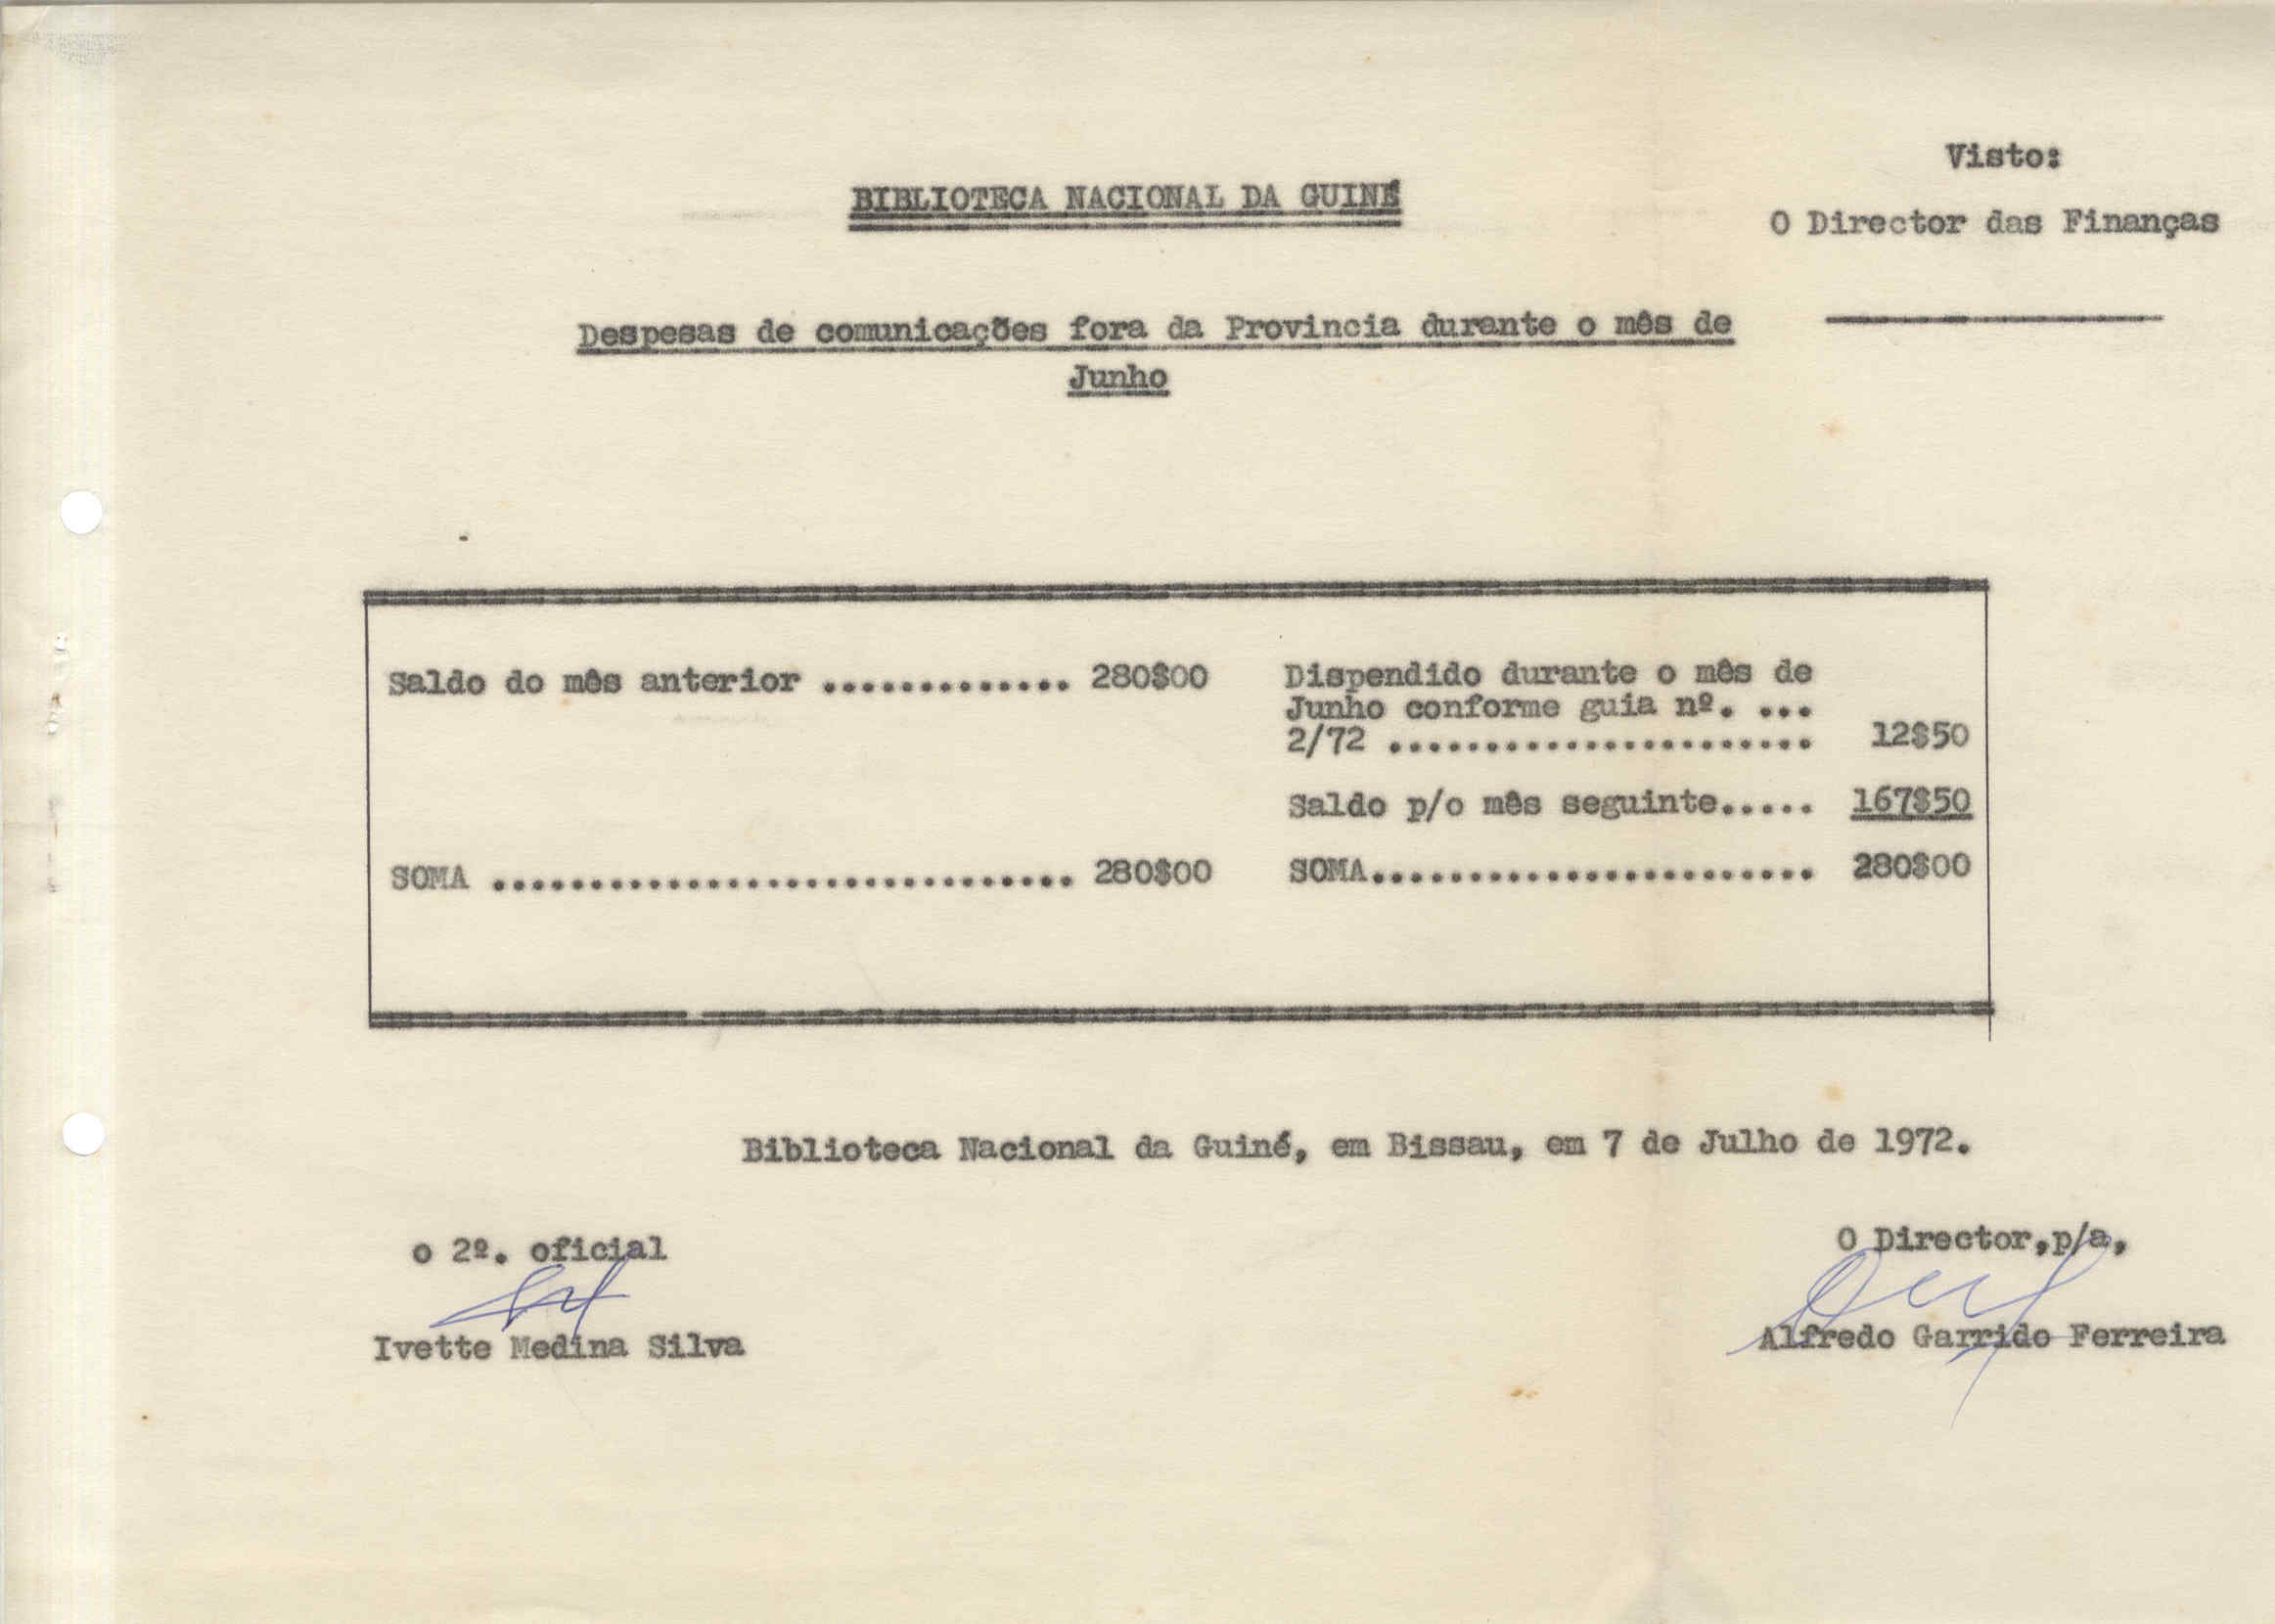 Visto:
BIBLIOTECA NACIONAL DA GUINÉ
O Director das Finanças
Despesas de comunicações fora da Provincia durante o mês de
Junho
Saldo do mês anterior ............. 280$00
SOMA .............................. 280$00
Dispendido durante o mês de
Junho conforme guia nº. ...
2/72 ...................... 12$50
Saldo p/o mês seguinte..... 167$50
SOMA....................... 280$00
Biblioteca Nacional da Guiné, em Bissau, em 7 de Julho de 1972.
o 2º. oficial
Ivette Medina Silva
O Director,p/a,
Alfredo Garrido Ferreira